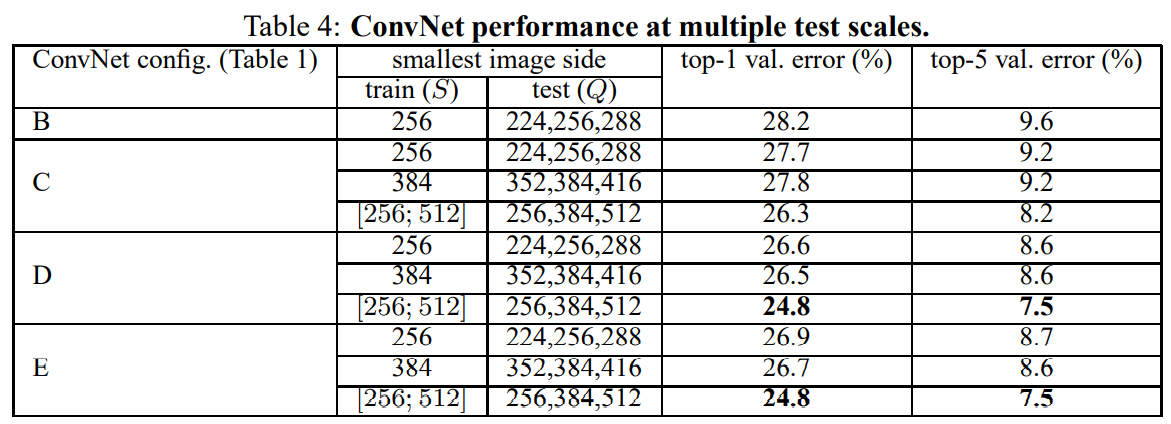 Table 4: ConvNet performance at multiple test scales.
ConvNet config. (Table 1) smallest image side top-1 val. error (%) top-5 val. error (%)
train (S) test (Q)
B 256 224,256,288 28.2 9.6
256 224,256,288 27.7 9.2
C 384 352,384,416 27.8 9.2
[256; 512] 256,384,512 26.3 8.2
256 224,256,288 26.6 8.6
D 384 352,384,416 26.5 8.6
[256; 512] 256,384,512 24.8 7.5
256 224,256,288 26.9 8.7
E 384 352,384,416 26.7 8.6
[256; 512] 256,384,512 24.8 7.5